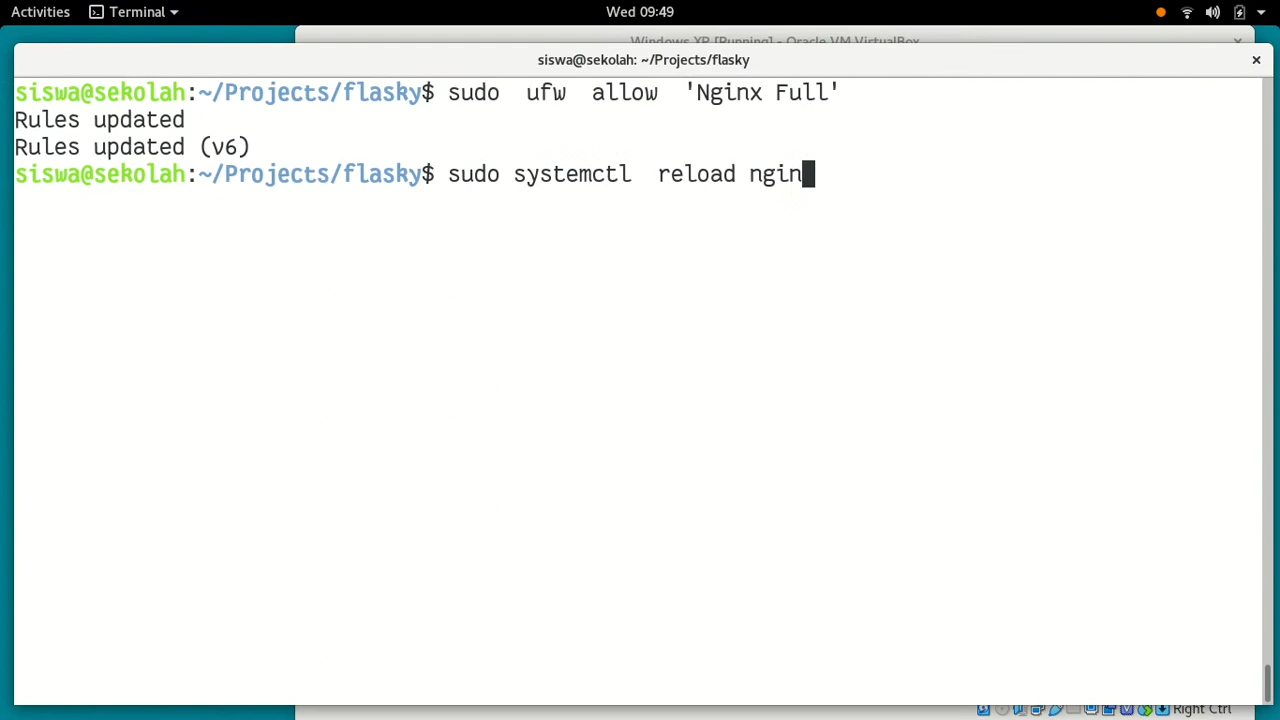 Activities Terminal Wed 09:49
Windows XP [Running] - Oracle VM VirtualBox
siswa@sekolah: ~/Projects/flasky
siswa@sekolah:~/Projects/flasky$ sudo  ufw  allow  'Nginx Full'
Rules updated
Rules updated (v6)
siswa@sekolah:~/Projects/flasky$ sudo systemctl  reload ngin
Right Ctrl